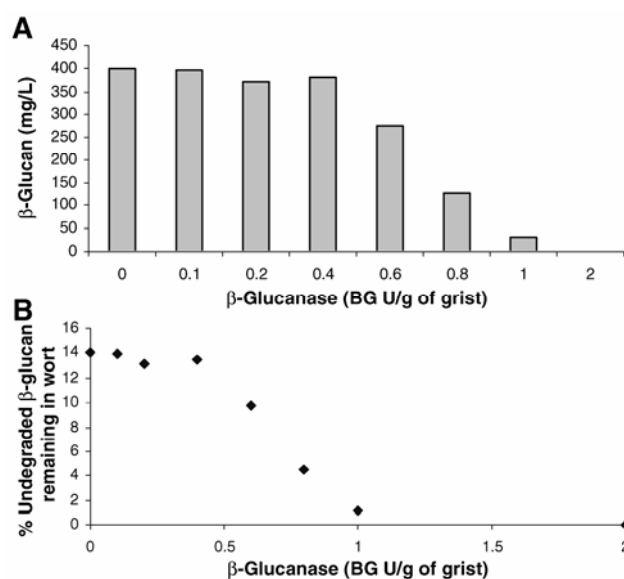 A
β-Glucan (mg/L)
450
400
350
300
250
200
150
100
50
0
0 0.1 0.2 0.4 0.6 0.8 1 2
β-Glucanase (BG U/g of grist)
B
% Undegraded β-glucan
remaining in wort
16
14
12
10
8
6
4
2
0
0 0.5 1 1.5 2
β-Glucanase (BG U/g of grist)